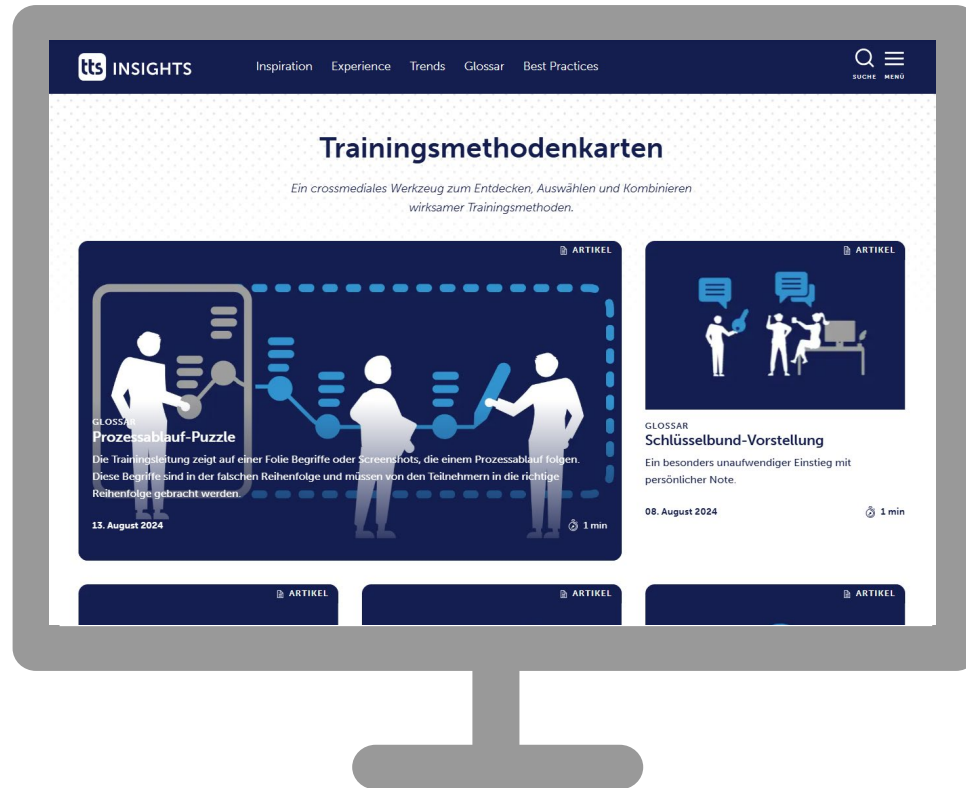 tts INSIGHTS
Inspiration Experience Trends Glossar Best Practices
SUCHE MENÜ
Trainingsmethodenkarten
Ein crossmediales Werkzeug zum Entdecken, Auswählen und Kombinieren
wirksamer Trainingsmethoden.
ARTIKEL
GLOSSAR
Prozessablauf-Puzzle
Die Trainingsleitung zeigt auf einer Folie Begriffe oder Screenshots, die einem Prozessablauf folgen.
Diese Begriffe sind in der falschen Reihenfolge und müssen von den Teilnehmern in die richtige
Reihenfolge gebracht werden.
13. August 2024
1 min
ARTIKEL
GLOSSAR
Schlüsselbund-Vorstellung
Ein besonders unaufwendiger Einstieg mit
persönlicher Note.
08. August 2024
1 min
ARTIKEL
ARTIKEL
ARTIKEL